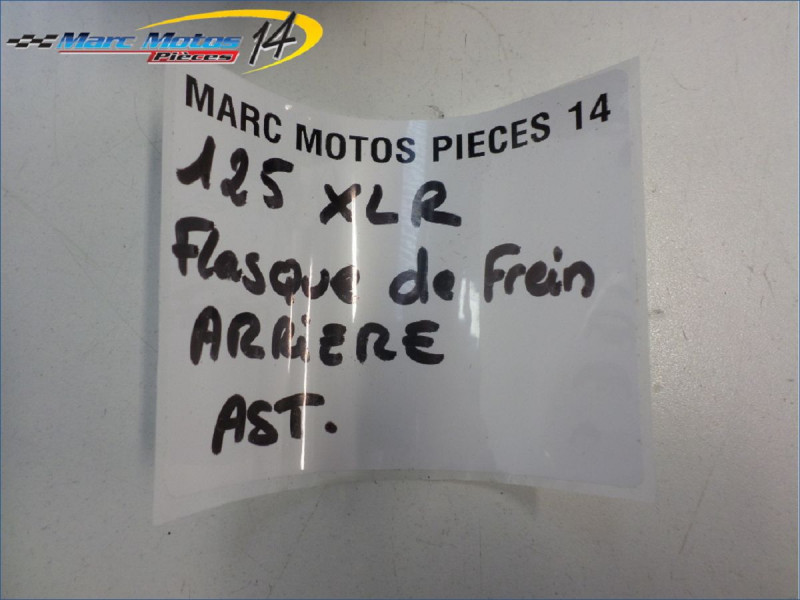 Marc Motos 14
Pièces
MARC MOTOS PIECES 14
125 XLR
Flasque de Frein
ARRIERE
AST.